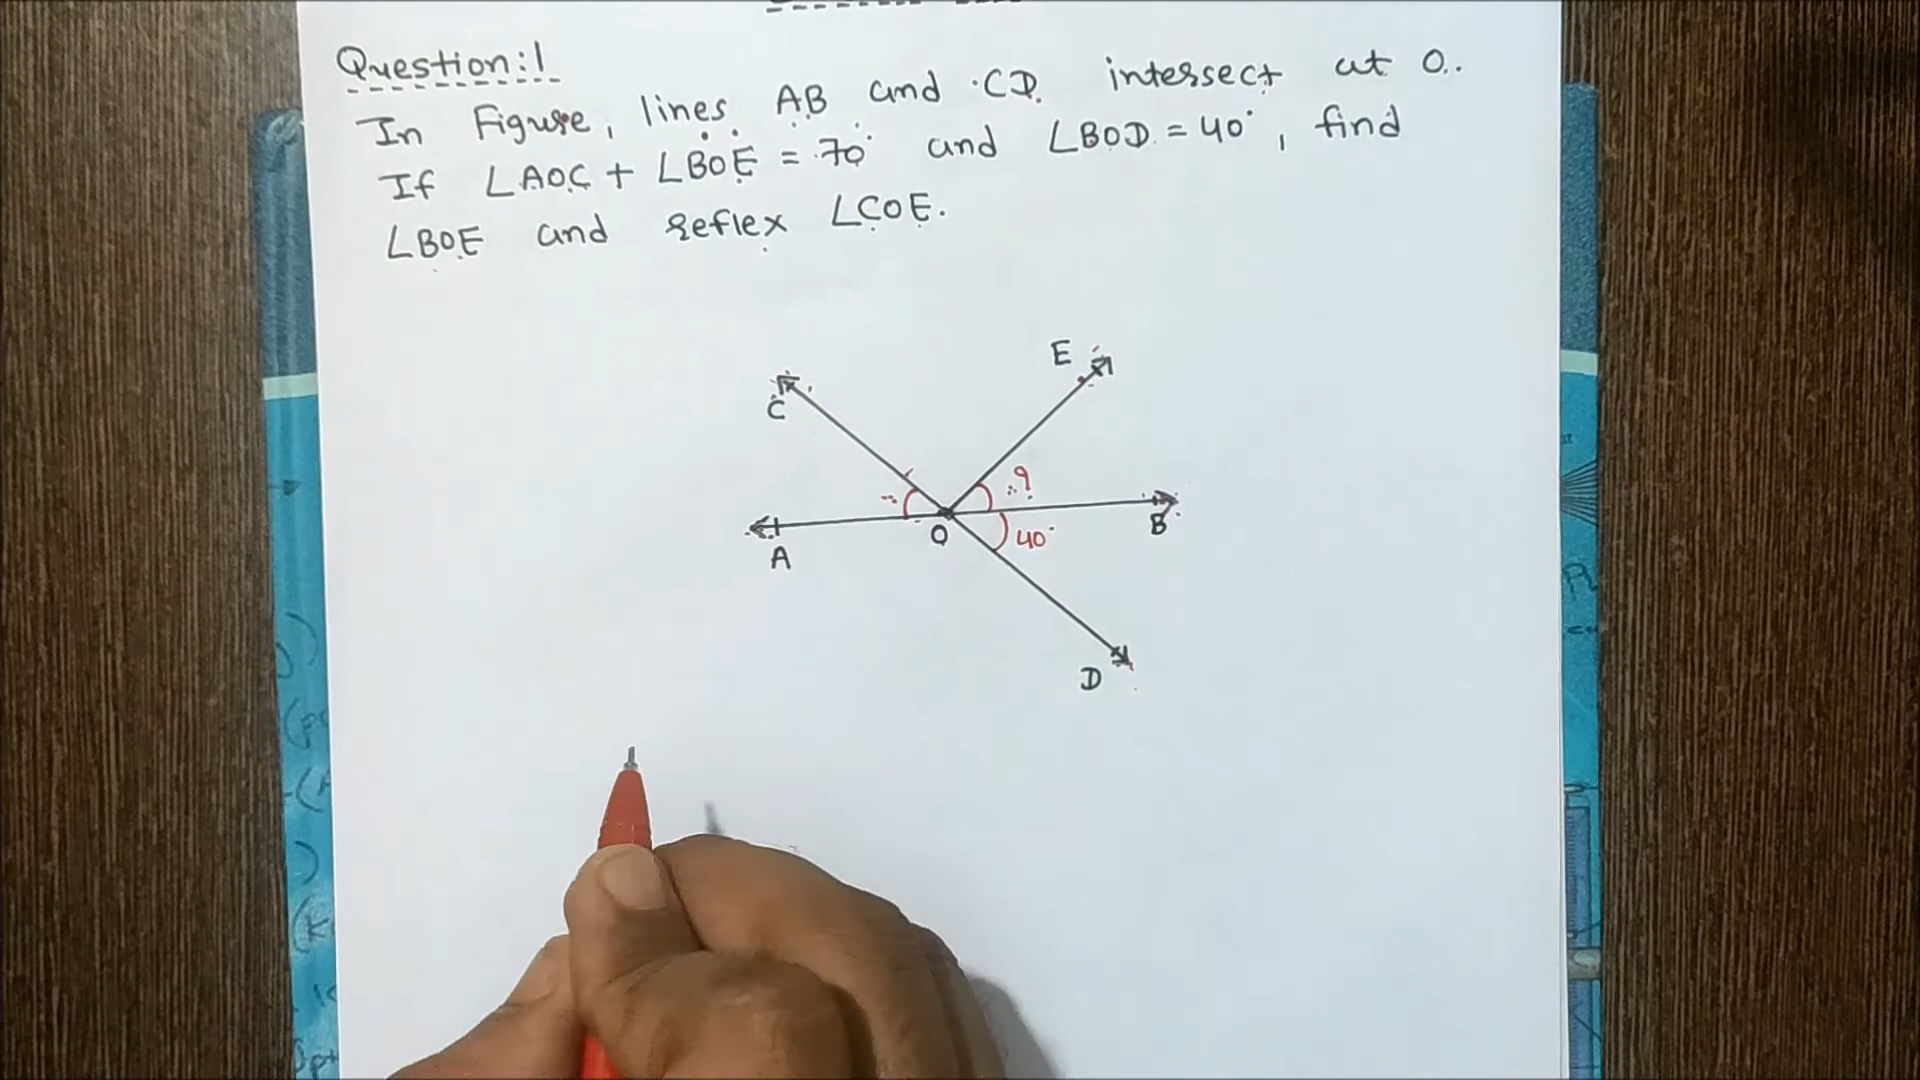 Question:1
In Figure, lines AB and CD intersect at O.
If ∠AOC + ∠BOE = 70° and ∠BOD = 40°, find
∠BOE and reflex ∠COE.
E
C
?
B
O
40°
A
D